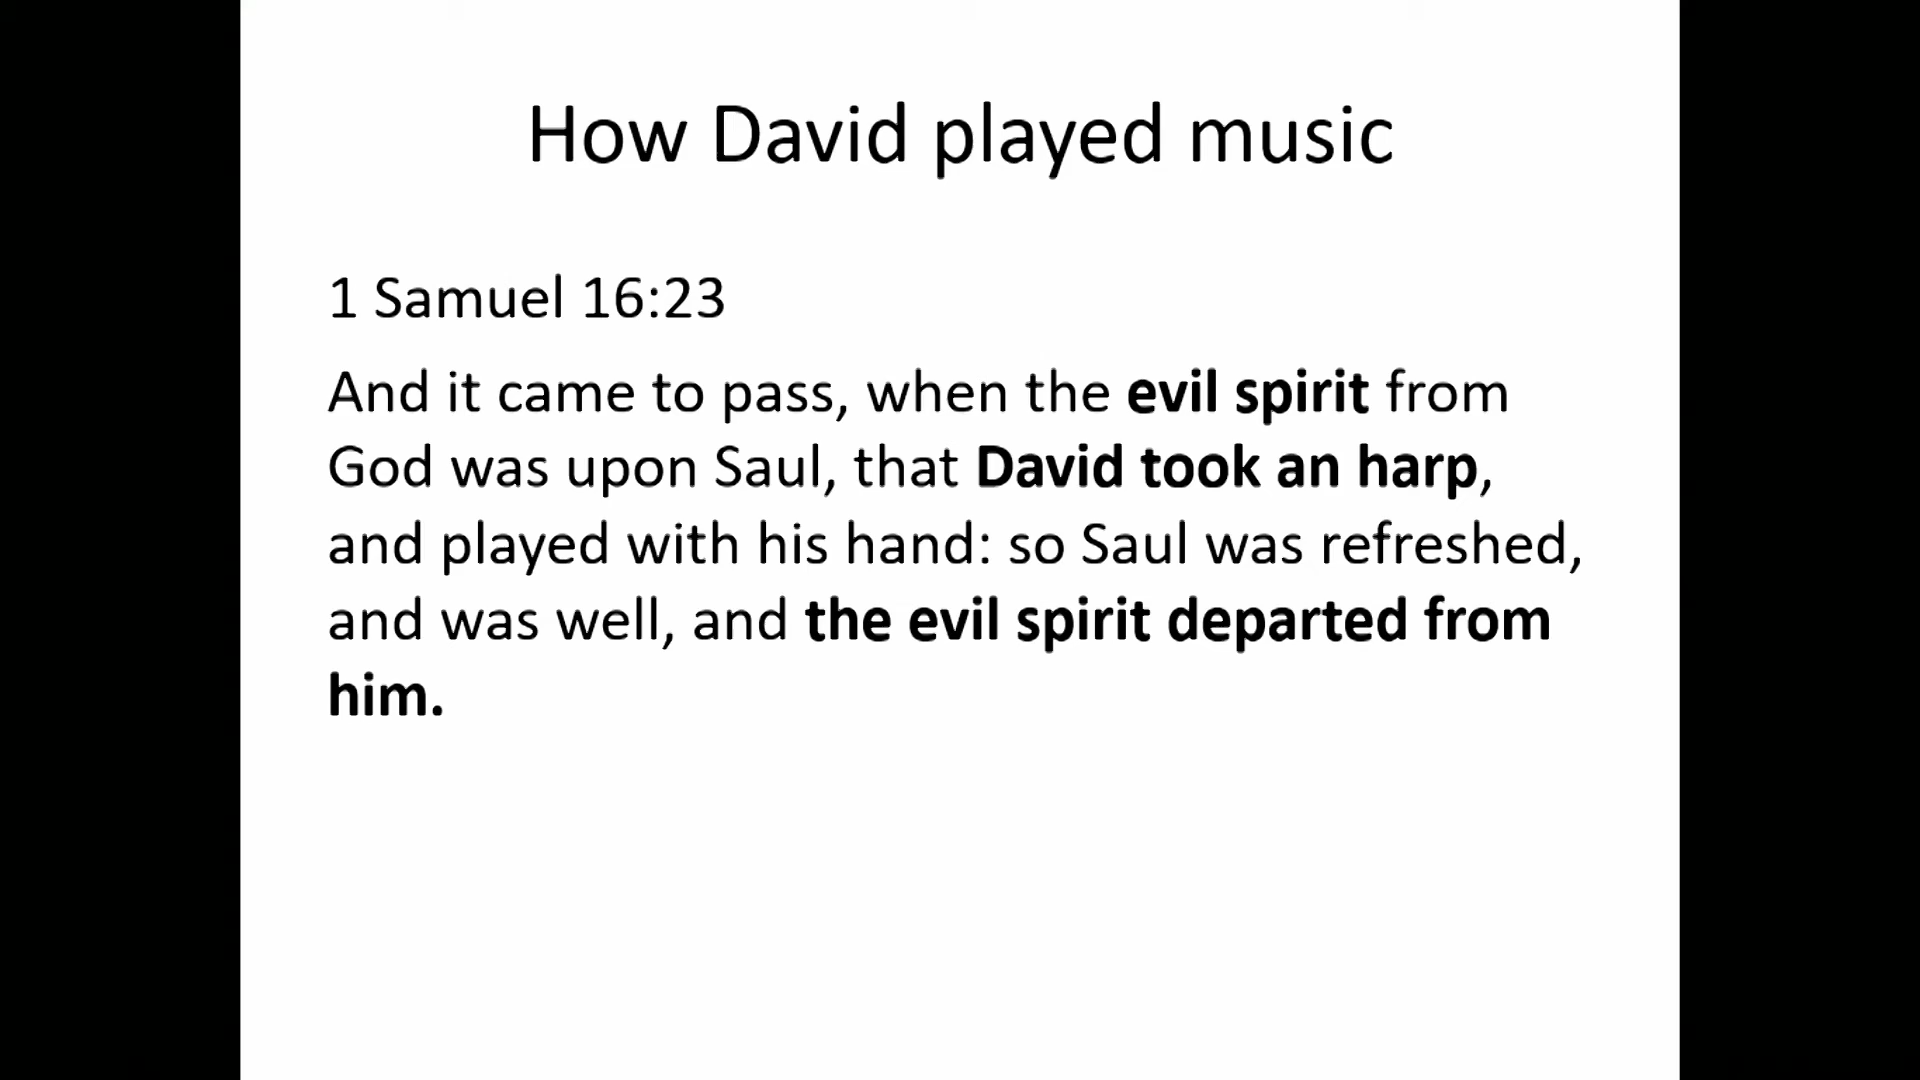 How David played music
1 Samuel 16:23
And it came to pass, when the evil spirit from
God was upon Saul, that David took an harp,
and played with his hand: so Saul was refreshed,
and was well, and the evil spirit departed from
him.